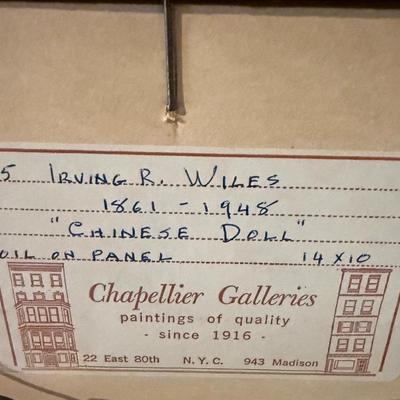 5 IRVING R. WILES
1861 - 1948
"CHINESE DOLL"
OIL ON PANEL 14 X 10
Chapellier Galleries
paintings of quality
- since 1916 -
22 East 80th N.Y.C. 943 Madison